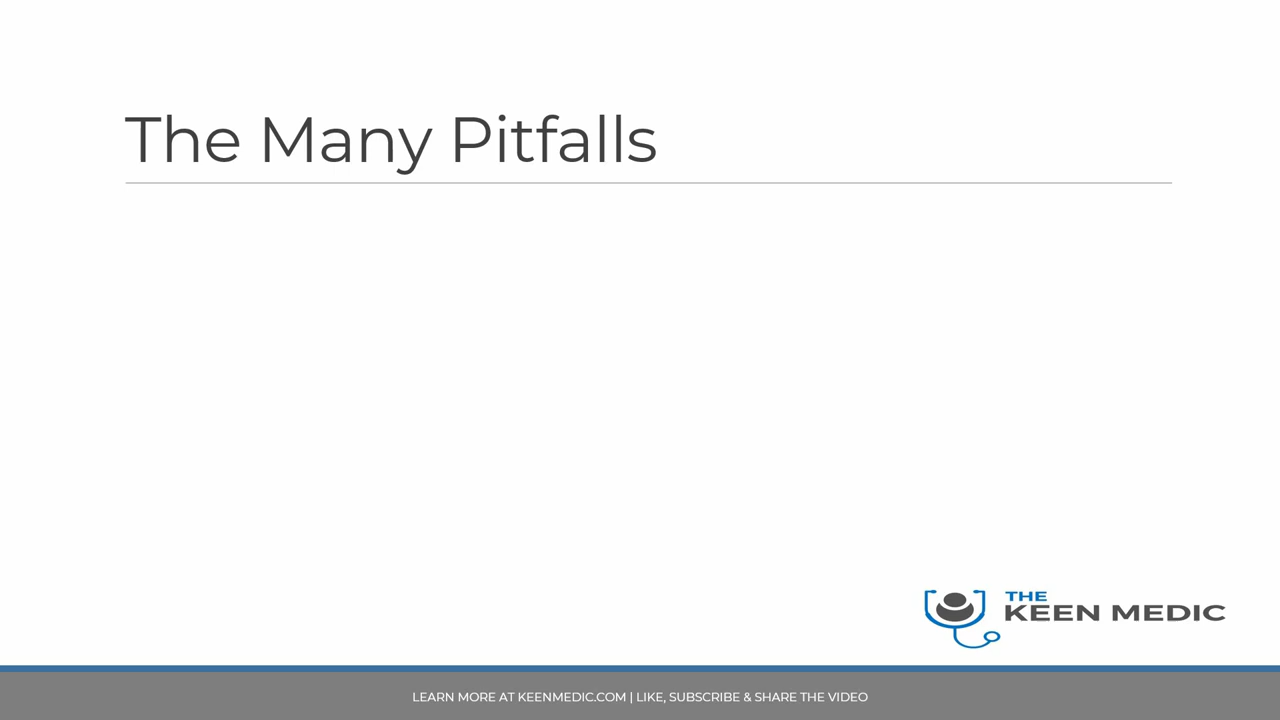 The Many Pitfalls
THE
KEEN MEDIC
LEARN MORE AT KEENMEDIC.COM | LIKE, SUBSCRIBE & SHARE THE VIDEO